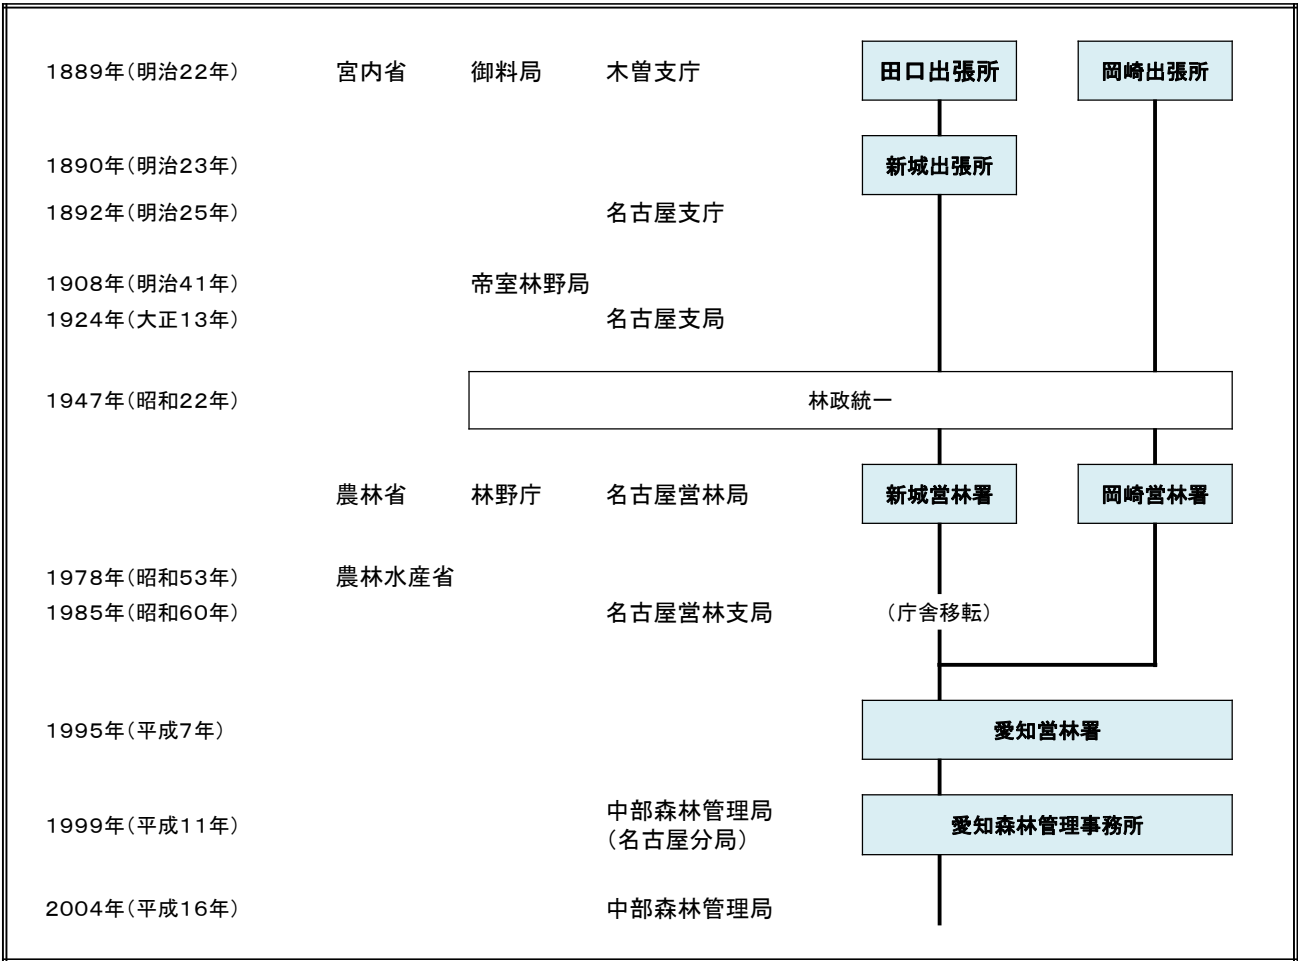 1889年(明治22年) 宮内省 御料局 木曽支庁 田口出張所 岡崎出張所
1890年(明治23年) 新城出張所
1892年(明治25年) 名古屋支庁
1908年(明治41年) 帝室林野局
1924年(大正13年) 名古屋支局
1947年(昭和22年) 林政統一
農林省 林野庁 名古屋営林局 新城営林署 岡崎営林署
1978年(昭和53年) 農林水産省
1985年(昭和60年) 名古屋営林支局 (庁舎移転)
1995年(平成7年) 愛知営林署
1999年(平成11年) 中部森林管理局 愛知森林管理事務所
(名古屋分局)
2004年(平成16年) 中部森林管理局